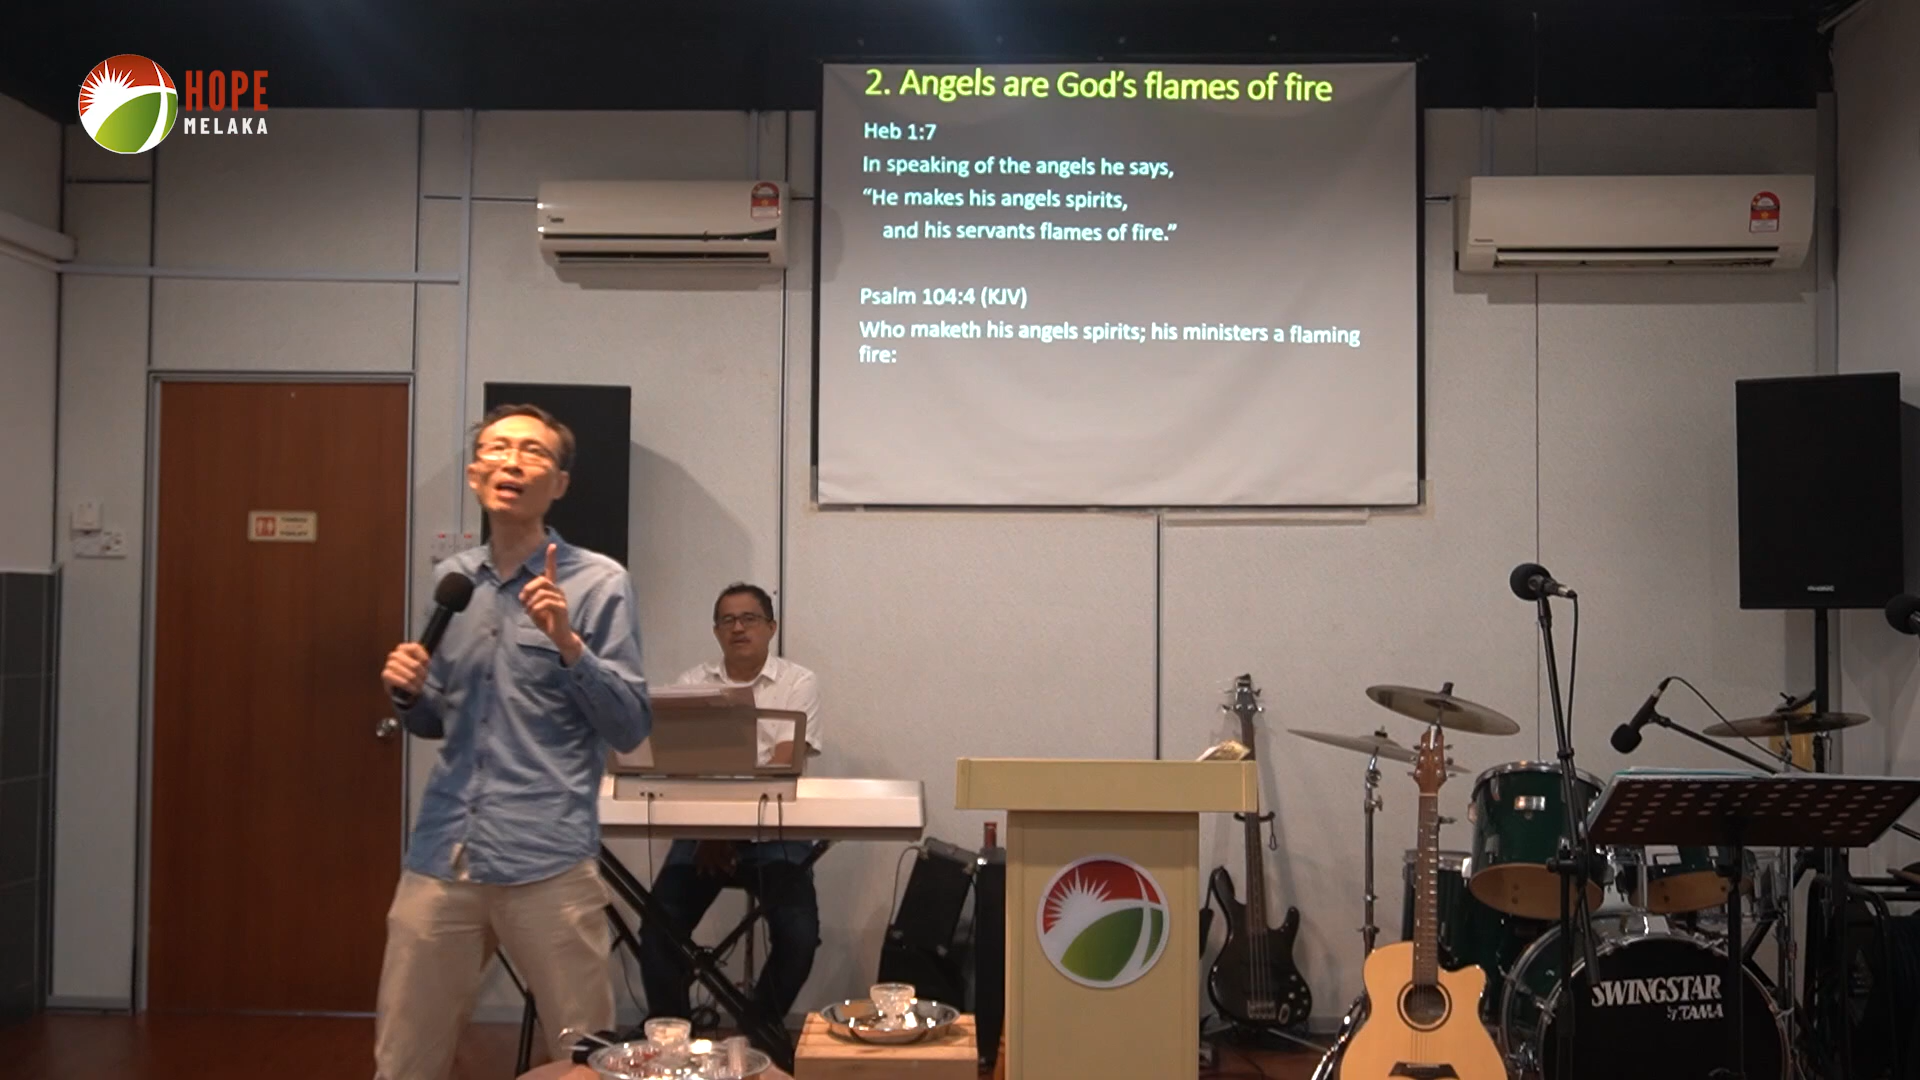 HOPE
MELAKA
2. Angels are God's flames of fire
Heb 1:7
In speaking of the angels he says,
“He makes his angels spirits,
and his servants flames of fire.”
Psalm 104:4 (KJV)
Who maketh his angels spirits; his ministers a flaming
fire:
TOILET
SWINGSTAR
TAMA